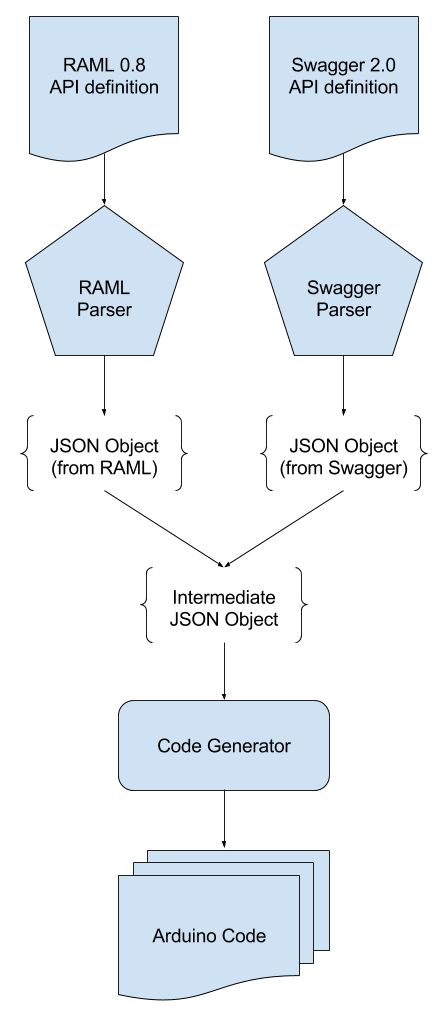 RAML 0.8
API definition
Swagger 2.0
API definition
RAML
Parser
Swagger
Parser
JSON Object
(from RAML)
JSON Object
(from Swagger)
Intermediate
JSON Object
Code Generator
Arduino Code